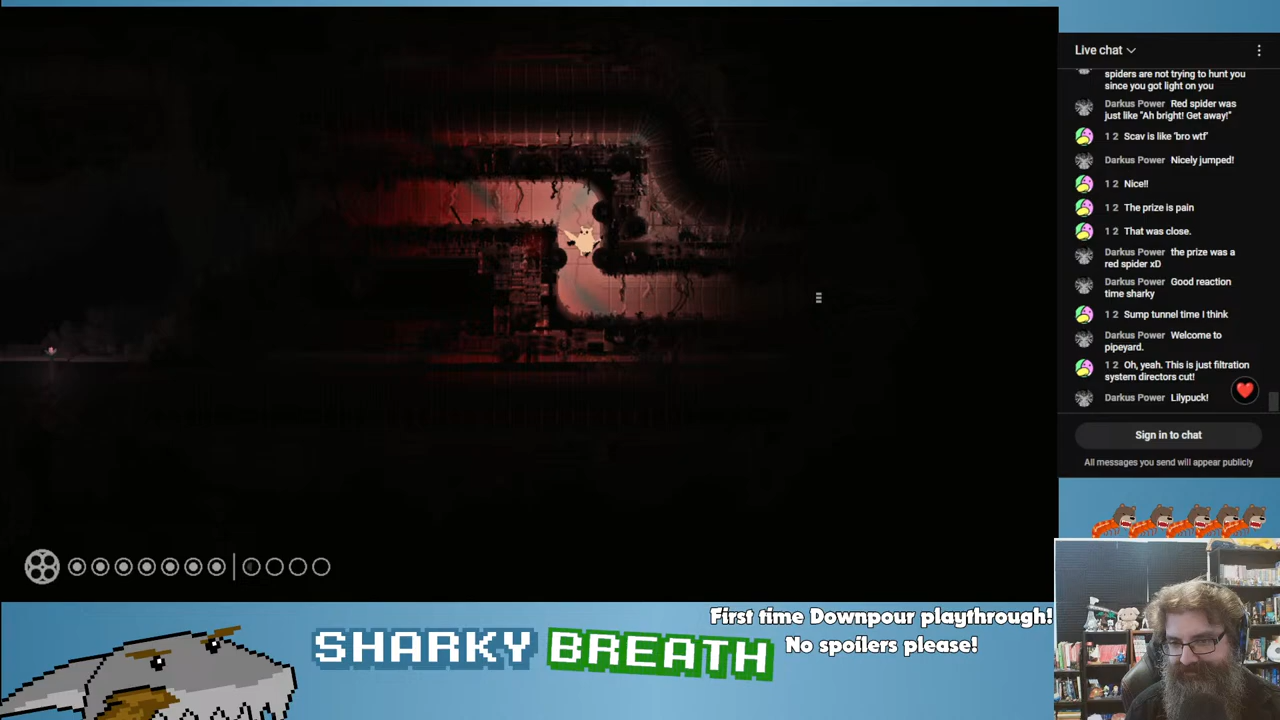 Live chat
spiders are not trying to hunt you
since you got light on you
Darkus Power Red spider was
just like "Ah bright! Get away!"
1 2 Scav is like 'bro wtf'
Darkus Power Nicely jumped!
1 2 Nice!!
1 2 The prize is pain
1 2 That was close.
Darkus Power the prize was a
red spider xD
Darkus Power Good reaction
time sharky
1 2 Sump tunnel time I think
Darkus Power Welcome to
pipeyard.
1 2 Oh, yeah. This is just filtration
system directors cut!
Darkus Power Lilypuck!
Sign in to chat
All messages you send will appear publicly
First time Downpour playthrough!
No spoilers please!
SHARKY BREATH